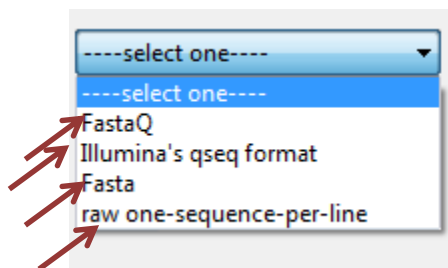 ----select one----
----select one----
FastaQ
Illumina's qseq format
Fasta
raw one-sequence-per-line